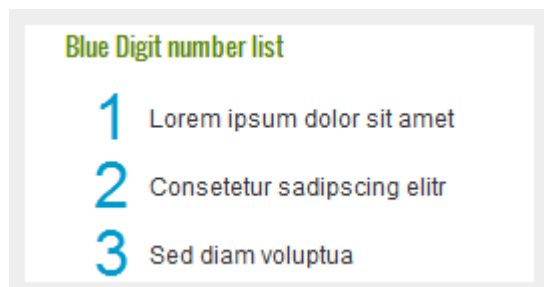 Blue Digit number list
1 Lorem ipsum dolor sit amet
2 Consetetur sadipscing elitr
3 Sed diam voluptua